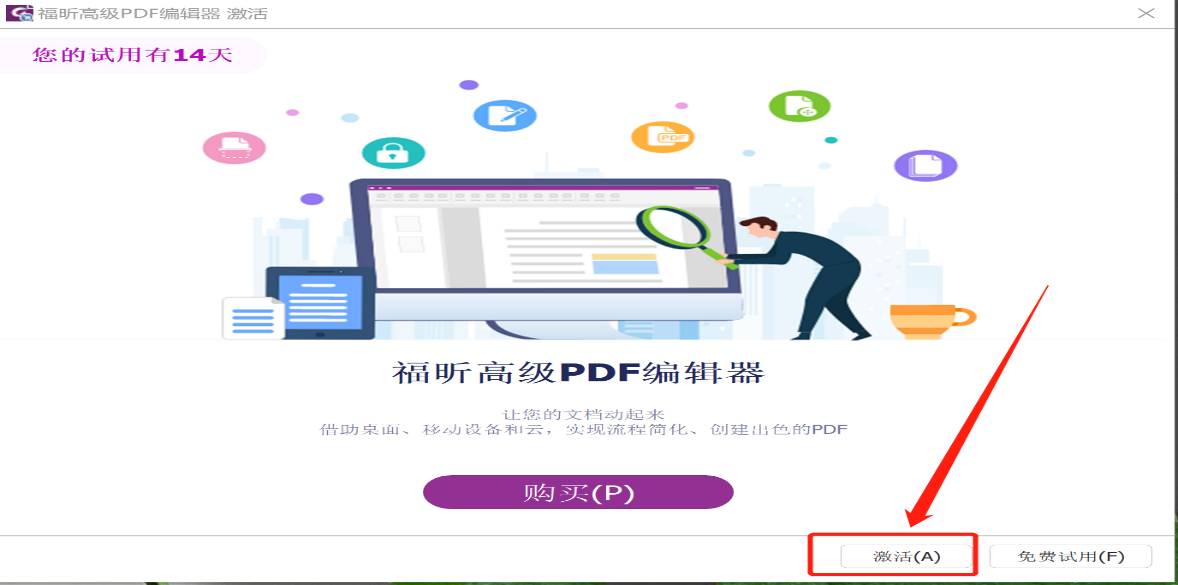 福昕高级PDF编辑器 激活
您的试用有14天
PDF
福昕高级PDF编辑器
让您的文档动起来
借助桌面、移动设备和云，实现流程简化、创建出色的PDF
购买(P)
激活(A)
免费试用(F)